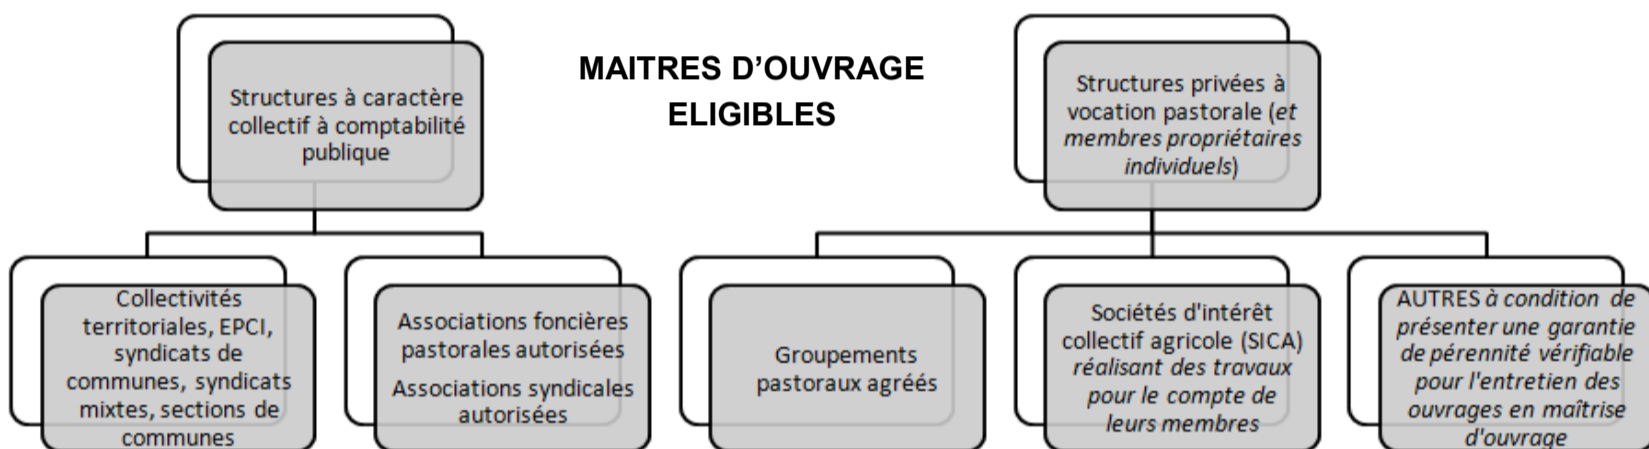 MAITRES D'OUVRAGE
ELIGIBLES
Structures à caractère
collectif à comptabilité
publique
Structures privées à
vocation pastorale (et
membres propriétaires
individuels)
Collectivités
territoriales, EPCI,
syndicats de
communes, syndicats
mixtes, sections de
communes
Associations foncières
pastorales autorisées
Associations syndicales
autorisées
Groupements
pastoraux agréés
Sociétés d'intérêt
collectif agricole (SICA)
réalisant des travaux
pour le compte de
leurs membres
AUTRES à condition de
présenter une garantie
de pérennité vérifiable
pour l'entretien des
ouvrages en maîtrise
d'ouvrage